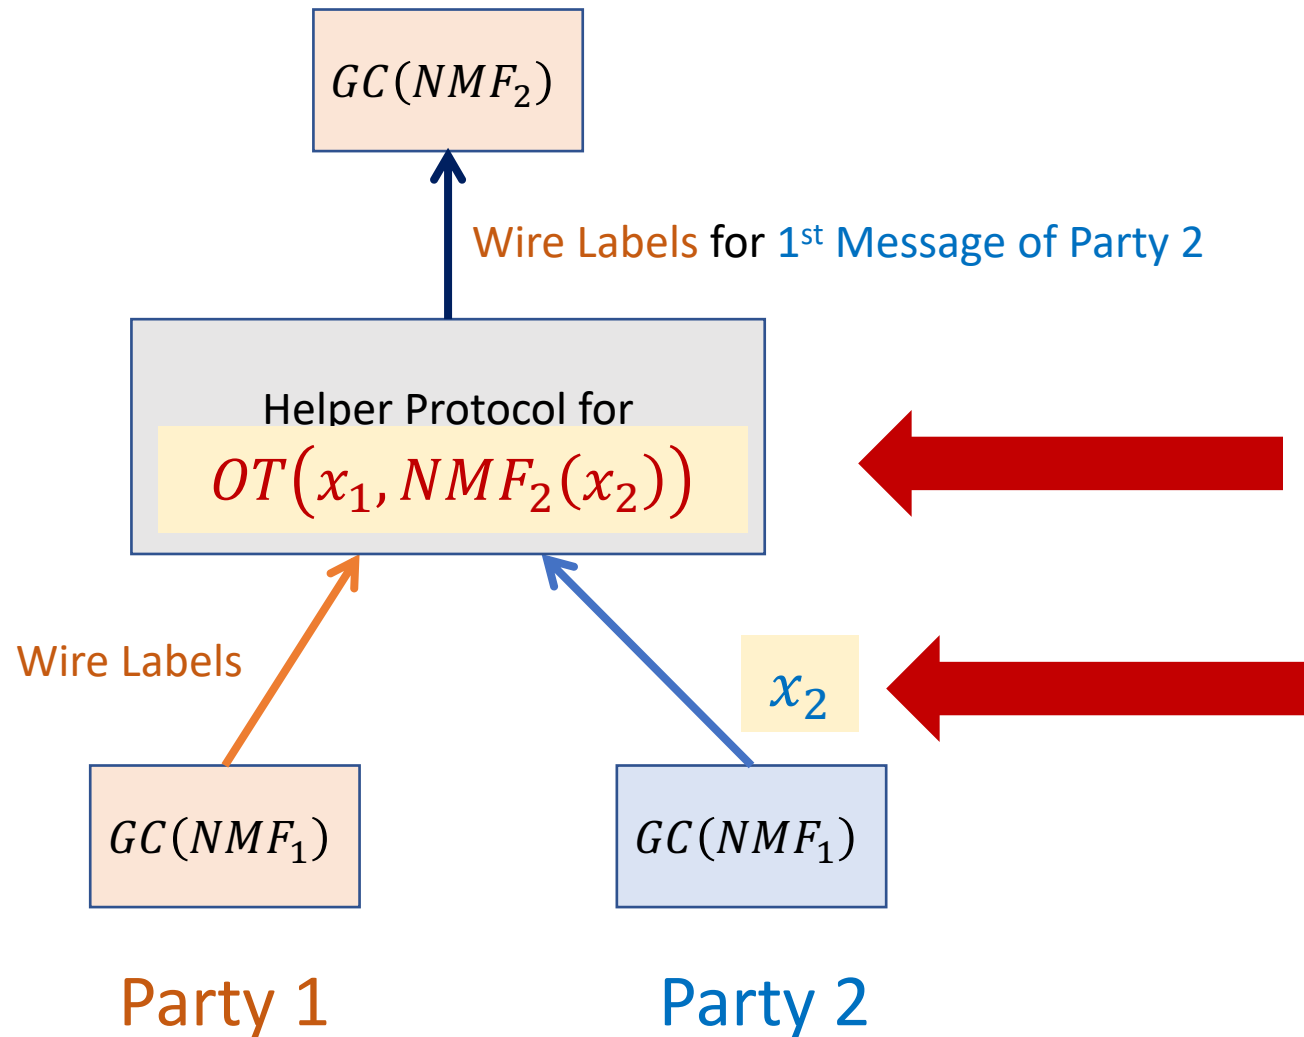 GC(NMF₂)
Wire Labels for 1st Message of Party 2
Helper Protocol for
OT(x₁, NMF₂(x₂))
Wire Labels
x₂
GC(NMF₁)
GC(NMF₁)
Party 1
Party 2